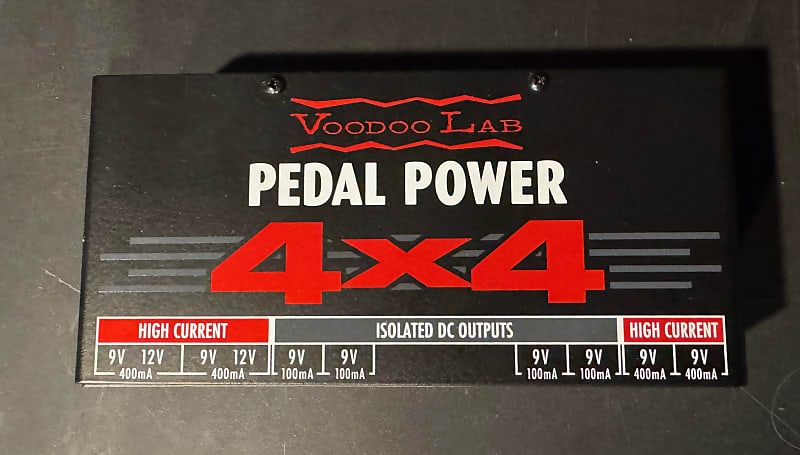 VOODOO LAB
PEDAL POWER
4x4
HIGH CURRENT ISOLATED DC OUTPUTS HIGH CURRENT
9V 12V 9V 12V 9V 9V 9V 9V 9V 9V
400mA 400mA 100mA 100mA 100mA 100mA 400mA 400mA